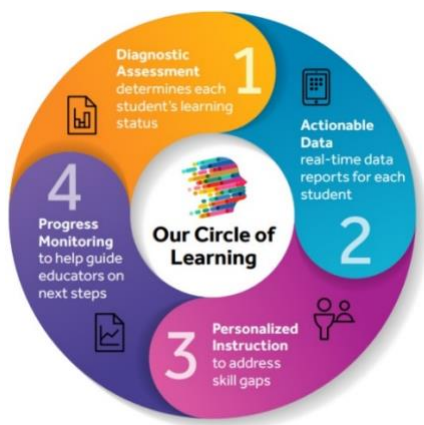 Our Circle of
Learning
1
Diagnostic
Assessment
determines each
student's learning
status
2
Actionable
Data
real-time data
reports for each
student
3
Personalized
Instruction
to address
skill gaps
4
Progress
Monitoring
to help guide
educators on
next steps